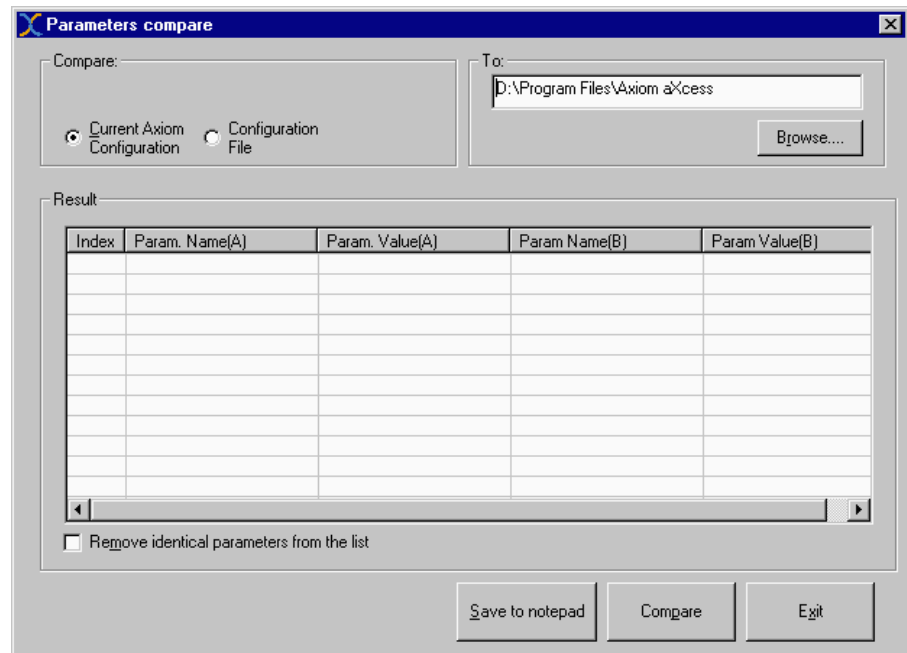 Parameters compare
Compare:
To:
D:\Program Files\Axiom aXcess
Current Axiom
Configuration
Configuration
File
Browse....
Result
Index Param. Name(A) Param. Value(A) Param Name(B) Param Value(B)
Remove identical parameters from the list
Save to notepad Compare Exit